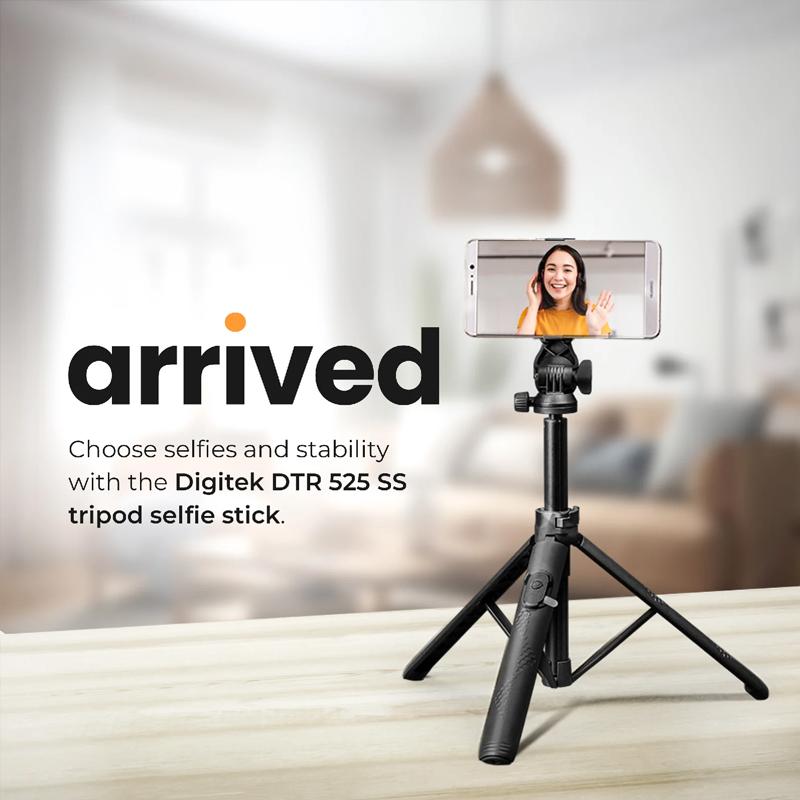 arrived
Choose selfies and stability
with the Digitek DTR 525 SS
tripod selfie stick.